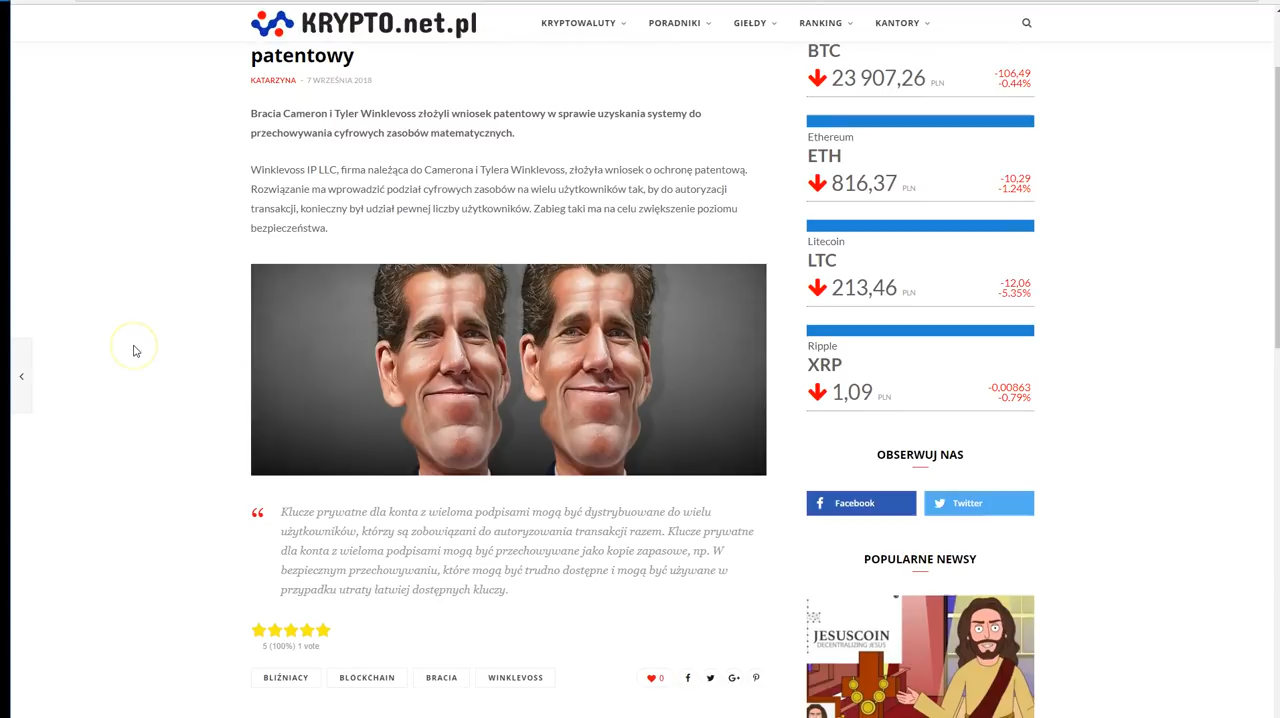 KRYPTO.net.pl
KRYPTOWALUTY
PORADNIKI
GIEŁDY
RANKING
KANTORY
patentowy
KATARZYNA - 7 WRZEŚNIA 2018
Bracia Cameron i Tyler Winklevoss złożyli wniosek patentowy w sprawie uzyskania systemy do
przechowywania cyfrowych zasobów matematycznych.
Winklevoss IP LLC, firma należąca do Camerona i Tylera Winklevoss, złożyła wniosek o ochronę patentową.
Rozwiązanie ma wprowadzić podział cyfrowych zasobów na wielu użytkowników tak, by do autoryzacji
transakcji, konieczny był udział pewnej liczby użytkowników. Zabieg taki ma na celu zwiększenie poziomu
bezpieczeństwa.
Klucze prywatne dla konta z wieloma podpisami mogą być dystrybuowane do wielu
użytkowników, którzy są zobowiązani do autoryzowania transakcji razem. Klucze prywatne
dla konta z wieloma podpisami mogą być przechowywane jako kopie zapasowe, np. W
bezpiecznym przechowywaniu, które mogą być trudno dostępne i mogą być używane w
przypadku utraty łatwiej dostępnych kluczy.
5 (100%) 1 vote
BLIŹNIACY
BLOCKCHAIN
BRACIA
WINKLEVOSS
0
BTC
23 907,26 PLN
-106,49
-0.44%
Ethereum
ETH
816,37 PLN
-10,29
-1.24%
Litecoin
LTC
213,46 PLN
-12,06
-5.35%
Ripple
XRP
1,09 PLN
-0,00863
-0.79%
OBSERWUJ NAS
Facebook
Twitter
POPULARNE NEWSY
JESUSCOIN
DECENTRALIZING JESUS